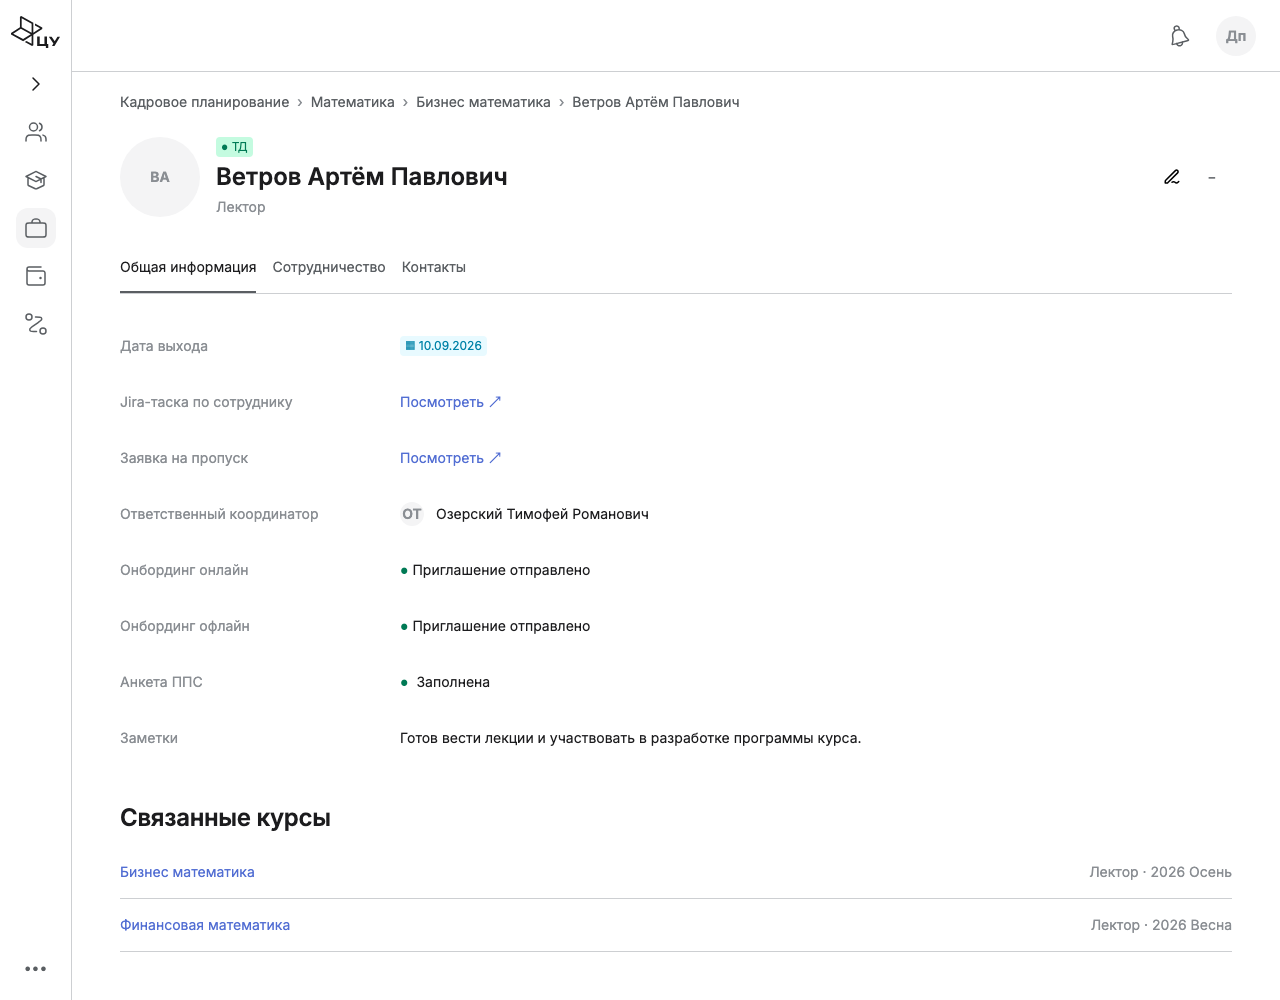 ЦУ
Дп
Кадровое планирование › Математика › Бизнес математика › Ветров Артём Павлович
ВА
ТД
Ветров Артём Павлович
Лектор
–
Общая информация Сотрудничество Контакты
Дата выхода 10.09.2026
Jira-таска по сотруднику Посмотреть ↗
Заявка на пропуск Посмотреть ↗
Ответственный координатор ОТ Озерский Тимофей Романович
Онбординг онлайн Приглашение отправлено
Онбординг офлайн Приглашение отправлено
Анкета ППС Заполнена
Заметки Готов вести лекции и участвовать в разработке программы курса.
Связанные курсы
Бизнес математика Лектор · 2026 Осень
Финансовая математика Лектор · 2026 Весна